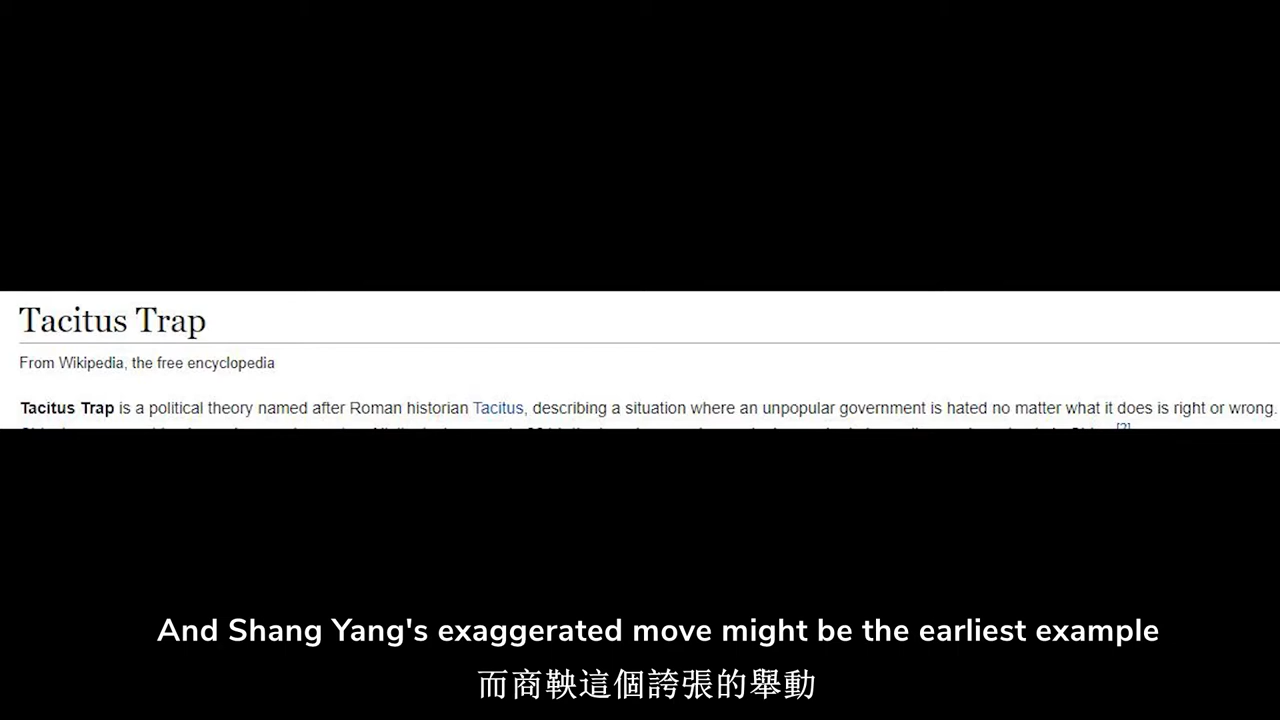 Tacitus Trap
From Wikipedia, the free encyclopedia
Tacitus Trap is a political theory named after Roman historian Tacitus, describing a situation where an unpopular government is hated no matter what it does is right or wrong.
[2]
And Shang Yang's exaggerated move might be the earliest example
而商鞅這個誇張的舉動